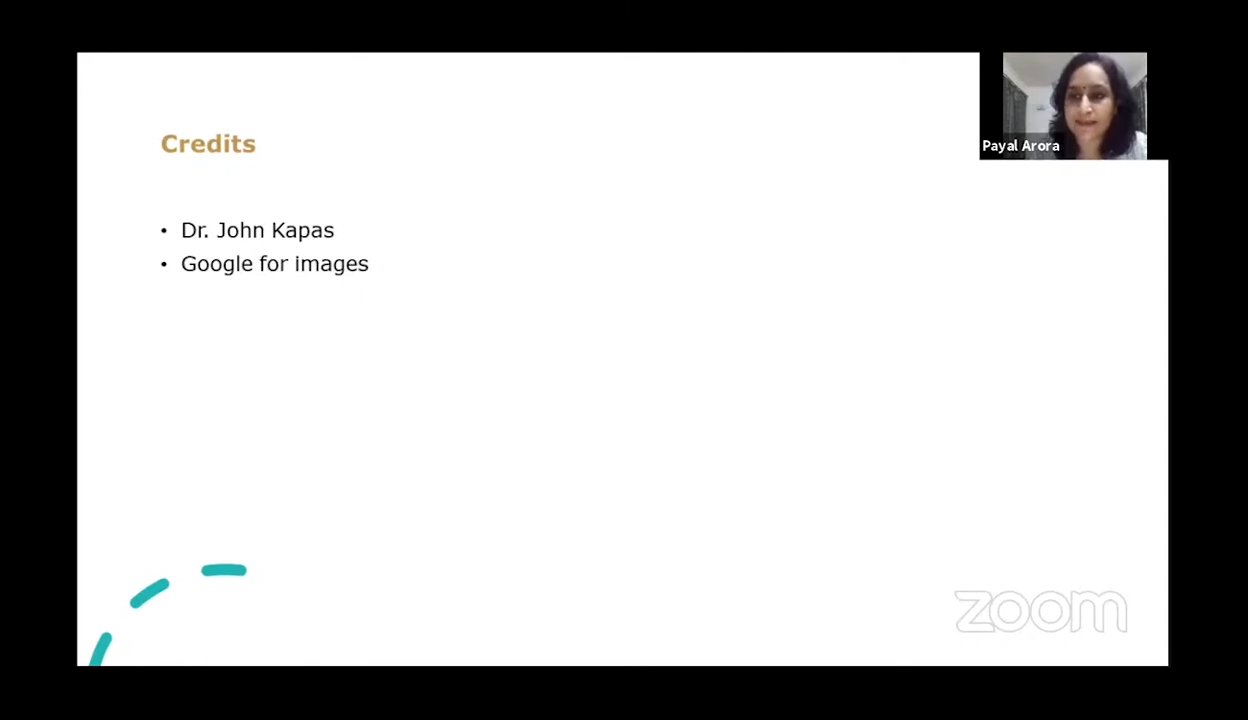 Credits
Payal Arora
• Dr. John Kapas
• Google for images
zoom